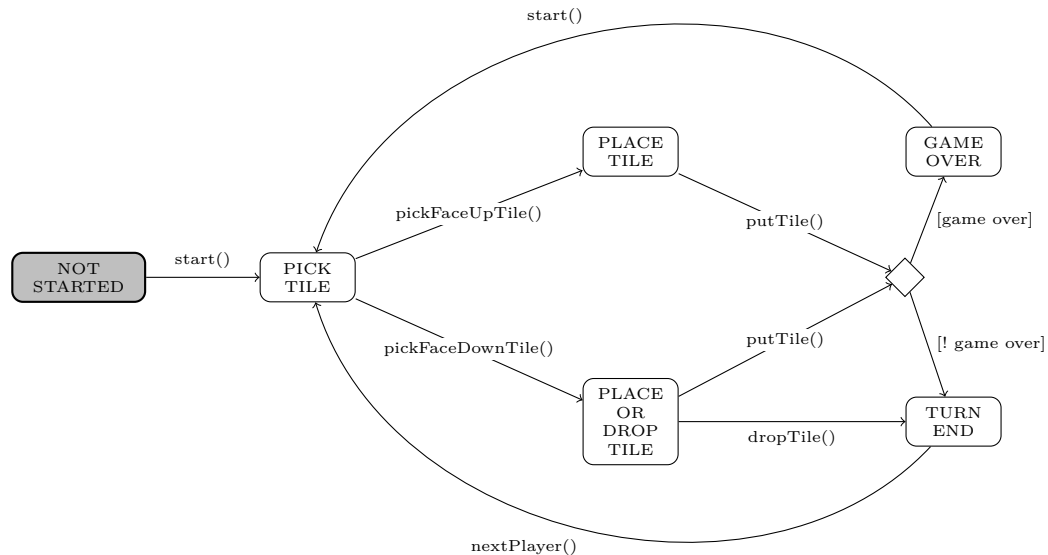 start()
PLACE
TILE
GAME
OVER
pickFaceUpTile()
putTile()
[game over]
start()
NOT
STARTED
PICK
TILE
pickFaceDownTile()
putTile()
[! game over]
PLACE
OR
DROP
TILE
dropTile()
TURN
END
nextPlayer()